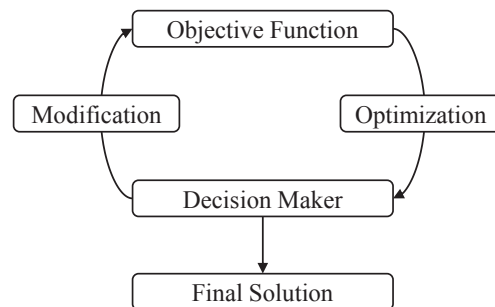 Objective Function
Modification
Optimization
Decision Maker
Final Solution